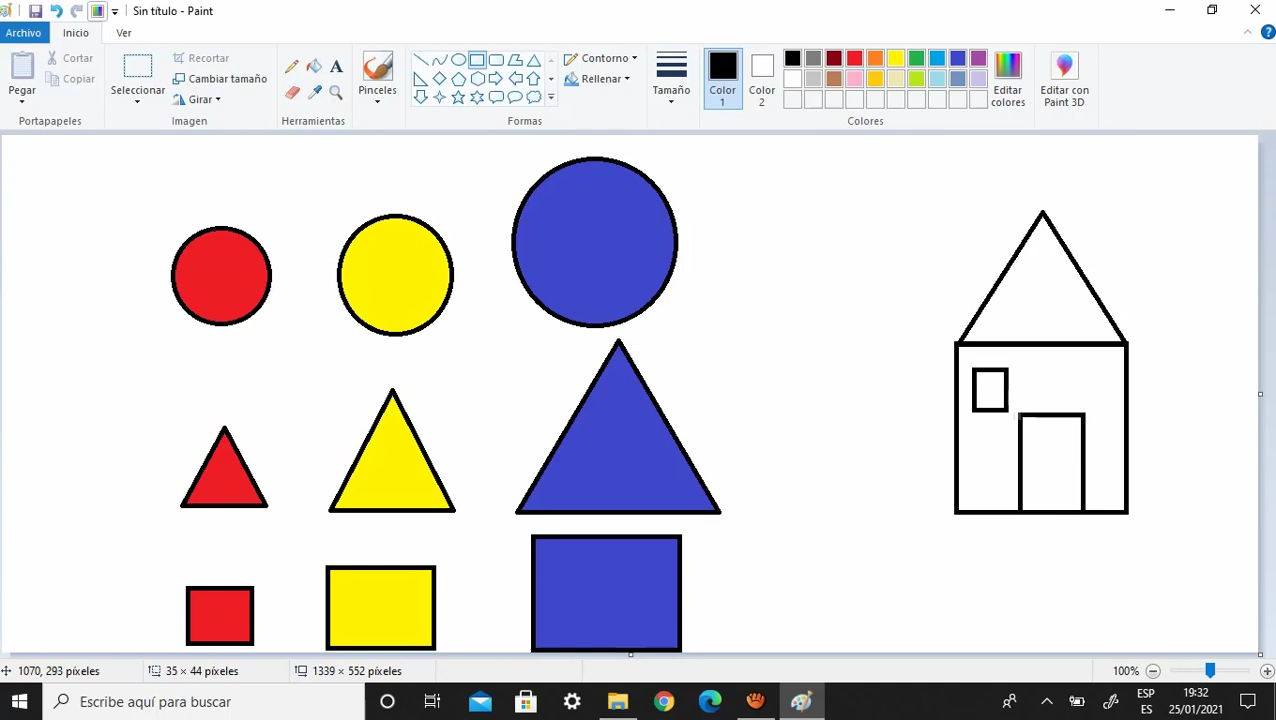 Sin título - Paint
Archivo
Inicio
Ver
Pegar
Cortar
Copiar
Portapapeles
Seleccionar
Recortar
Cambiar tamaño
Girar
Imagen
A
Herramientas
Pinceles
Contorno
Rellenar
Formas
Tamaño
Color 1
Color 2
Editar colores
Editar con Paint 3D
Colores
1070, 293 píxeles
35 × 44 píxeles
1339 × 552 píxeles
100%
Escribe aquí para buscar
ESP
ES
19:32
25/01/2021